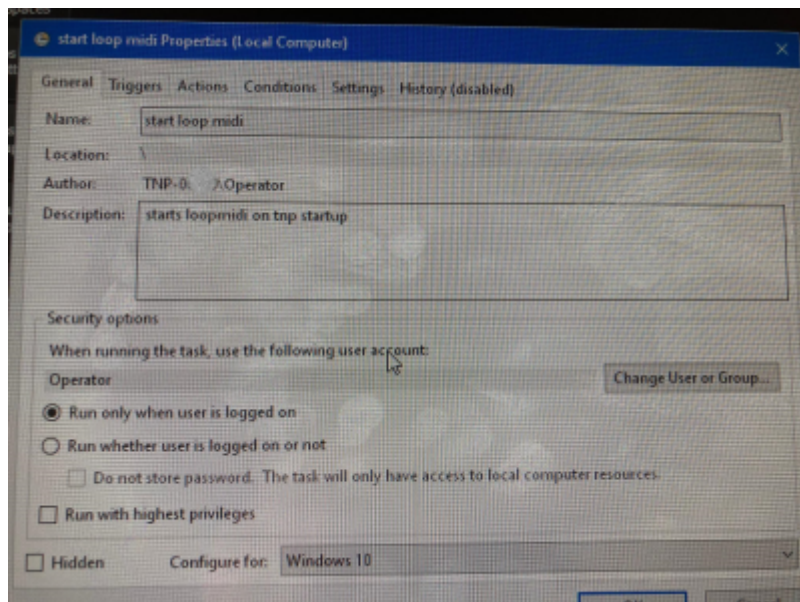 start loop midi Properties (Local Computer)
General Triggers Actions Conditions Settings History (disabled)
Name: start loop midi
Location: \
Author: TNP-0 \Operator
Description: starts loopmidi on tnp startup
Security options
When running the task, use the following user account:
Operator
Change User or Group...
Run only when user is logged on
Run whether user is logged on or not
Do not store password. The task will only have access to local computer resources.
Run with highest privileges
Hidden Configure for: Windows 10